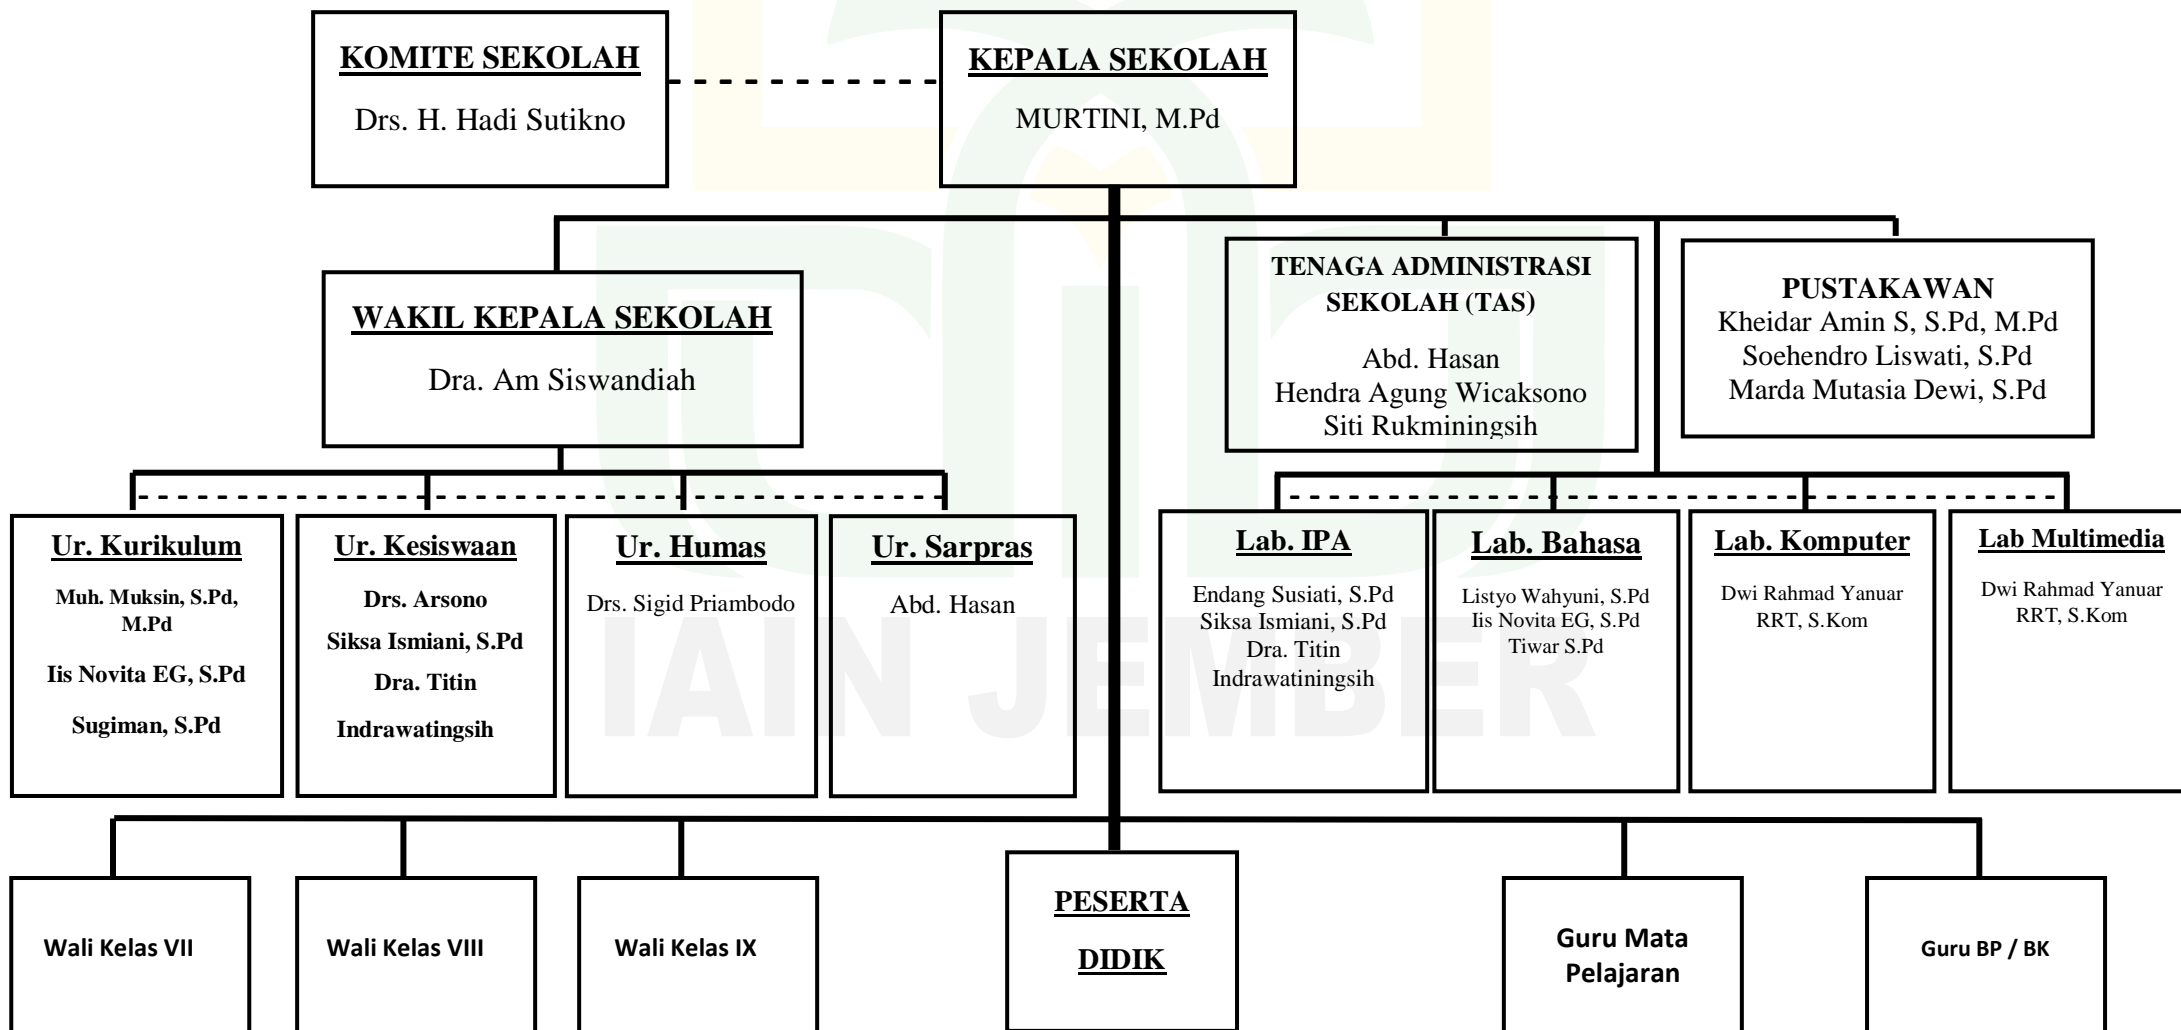 KOMITE SEKOLAH
Drs. H. Hadi Sutikno
KEPALA SEKOLAH
MURTINI, M.Pd
WAKIL KEPALA SEKOLAH
Dra. Am Siswandiah
TENAGA ADMINISTRASI
SEKOLAH (TAS)
Abd. Hasan
Hendra Agung Wicaksono
Siti Rukminingsih
PUSTAKAWAN
Kheidar Amin S, S.Pd, M.Pd
Soehendro Liswati, S.Pd
Marda Mutasia Dewi, S.Pd
Ur. Kurikulum
Muh. Muksin, S.Pd,
M.Pd
Iis Novita EG, S.Pd
Sugiman, S.Pd
Ur. Kesiswaan
Drs. Arsono
Siksa Ismiani, S.Pd
Dra. Titin
Indrawatingsih
Ur. Humas
Drs. Sigid Priambodo
Ur. Sarpras
Abd. Hasan
Lab. IPA
Endang Susiati, S.Pd
Siksa Ismiani, S.Pd
Dra. Titin
Indrawatiningsih
Lab. Bahasa
Listyo Wahyuni, S.Pd
Iis Novita EG, S.Pd
Tiwar S.Pd
Lab. Komputer
Dwi Rahmad Yanuar
RRT, S.Kom
Lab Multimedia
Dwi Rahmad Yanuar
RRT, S.Kom
IAIN JEMBER
Wali Kelas VII
Wali Kelas VIII
Wali Kelas IX
PESERTA
DIDIK
Guru Mata
Pelajaran
Guru BP / BK